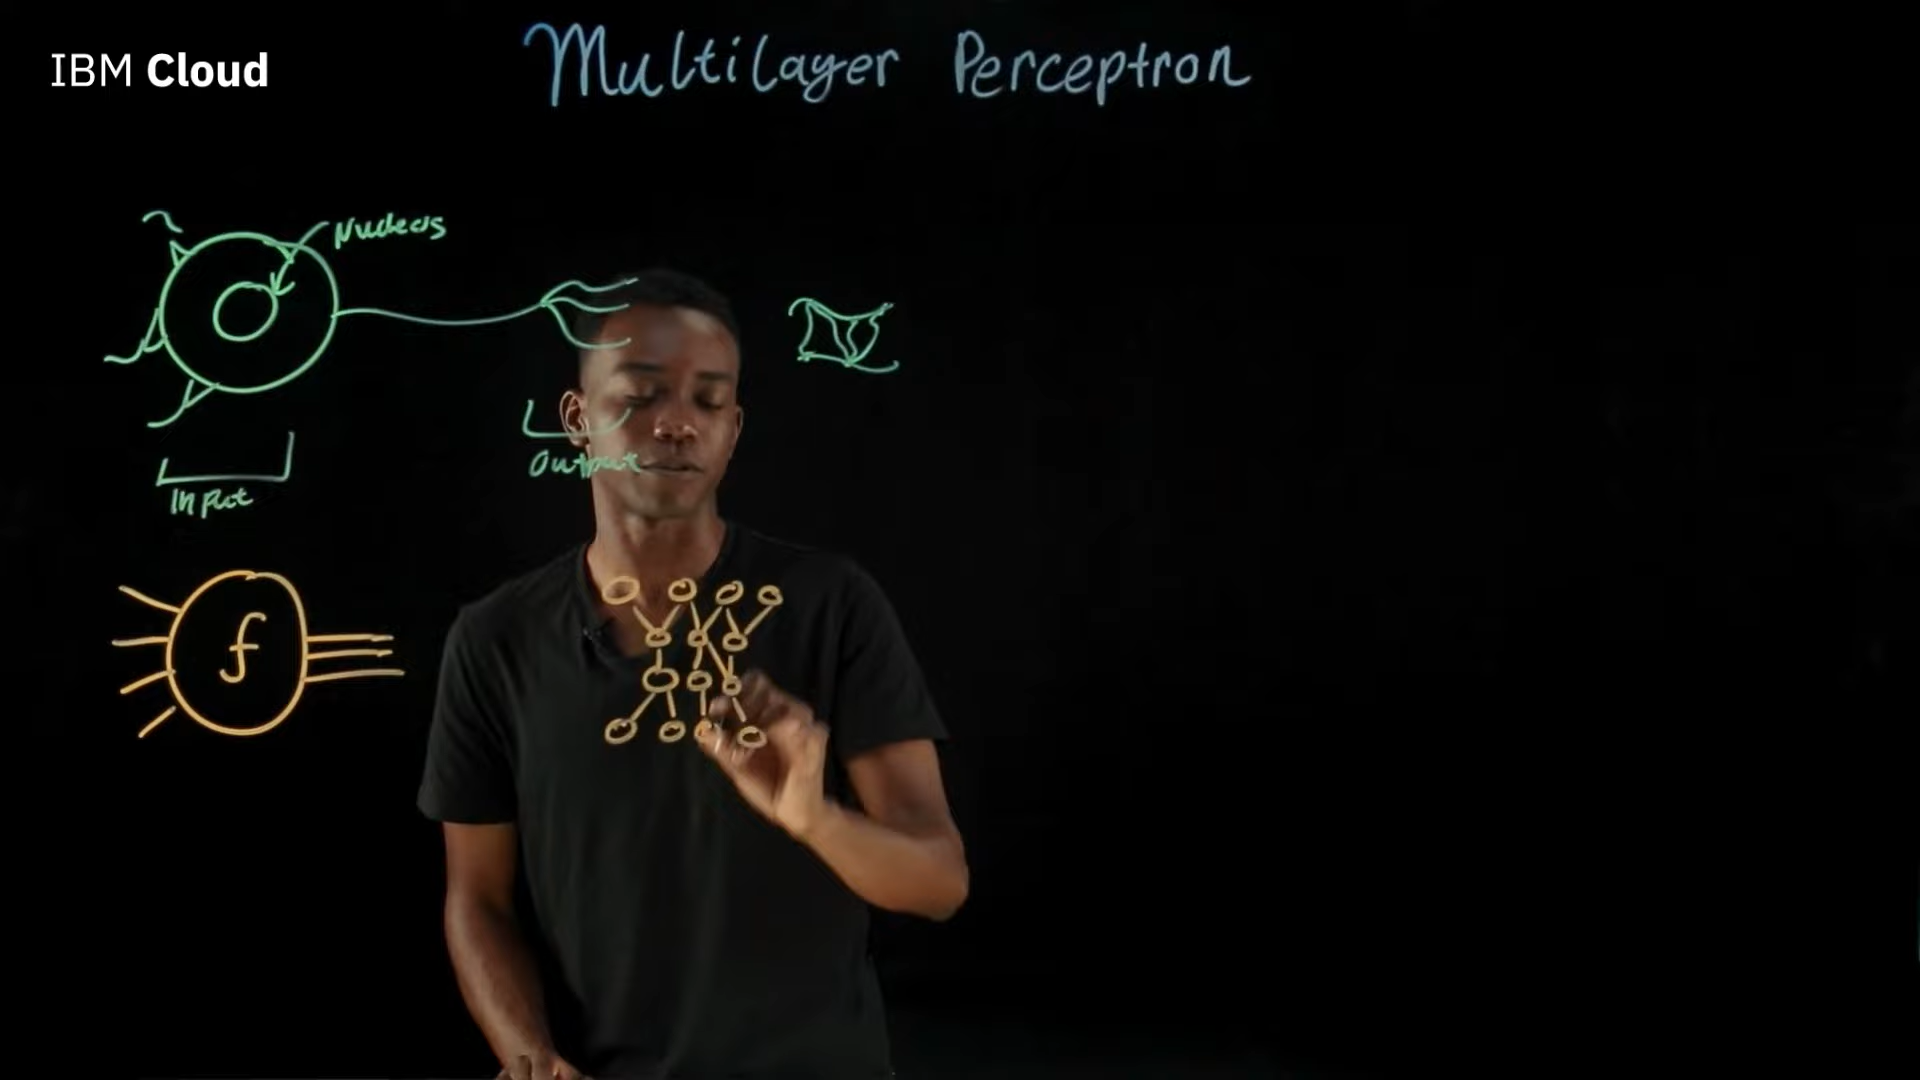 IBM Cloud
Multilayer Perceptron
Nucleus
Output
Input
f